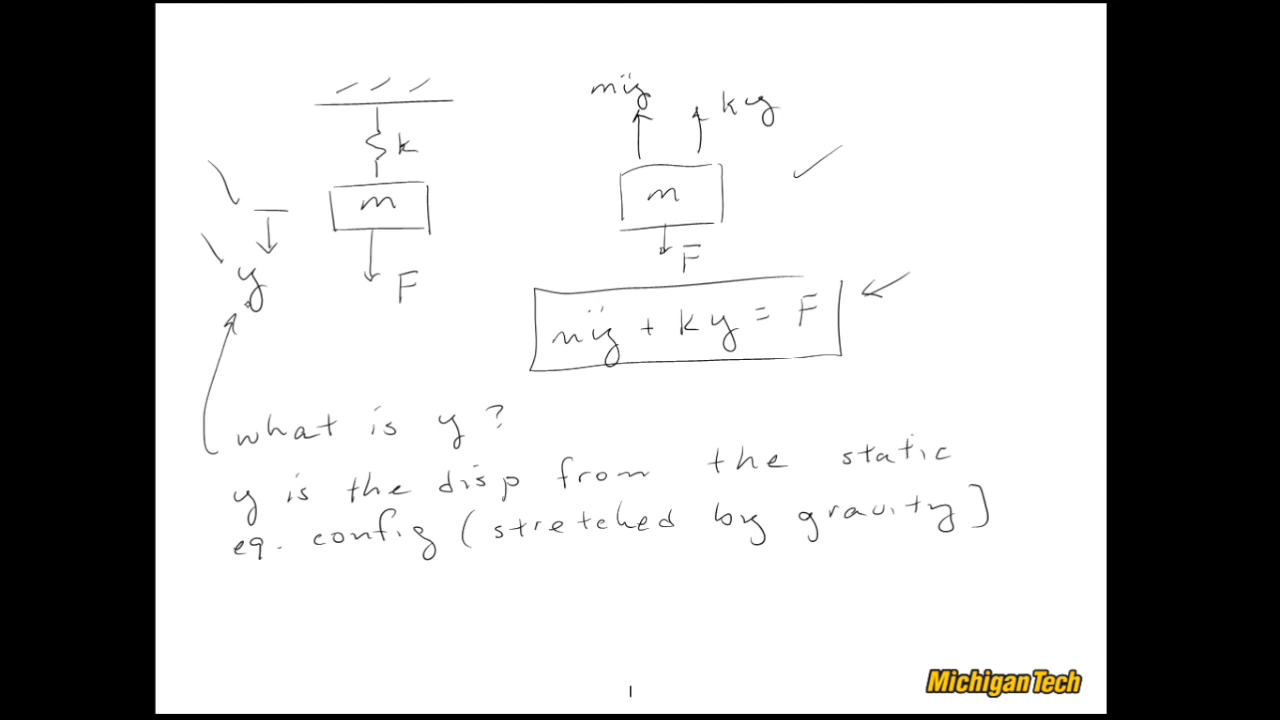 k
m
F
y
mÿ
ky
m
F
mÿ + ky = F
what is y?
y is the disp from the static
eq. config (stretched by gravity)
1
Michigan Tech